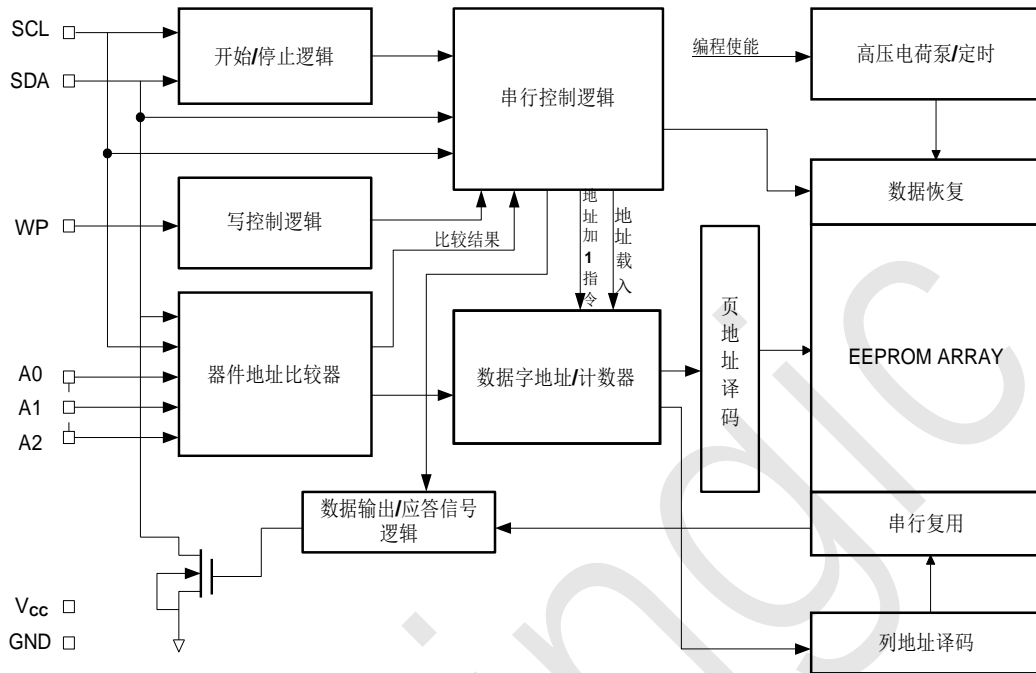 SCL
SDA
WP
A0
A1
A2
Vcc
GND
开始/停止逻辑
串行控制逻辑
编程使能
高压电荷泵/定时
写控制逻辑
比较结果
地址加1指令
地址载入
数据恢复
器件地址比较器
数据字地址/计数器
页地址译码
EEPROM ARRAY
数据输出/应答信号
逻辑
串行复用
列地址译码